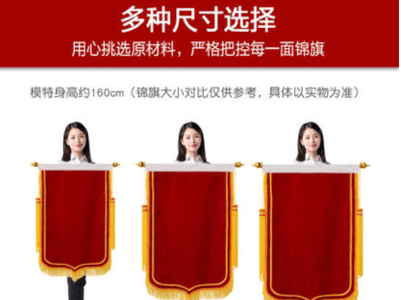 多种尺寸选择
用心挑选原材料，严格把控每一面锦旗
模特身高约160cm（锦旗大小对比仅供参考，具体以实物为准）